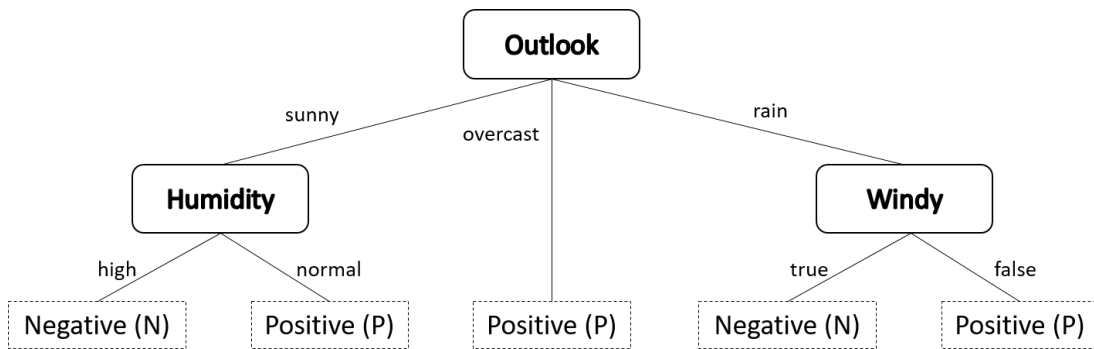 Outlook
sunny
overcast
rain
Humidity
Windy
high
normal
true
false
Negative (N)
Positive (P)
Positive (P)
Negative (N)
Positive (P)